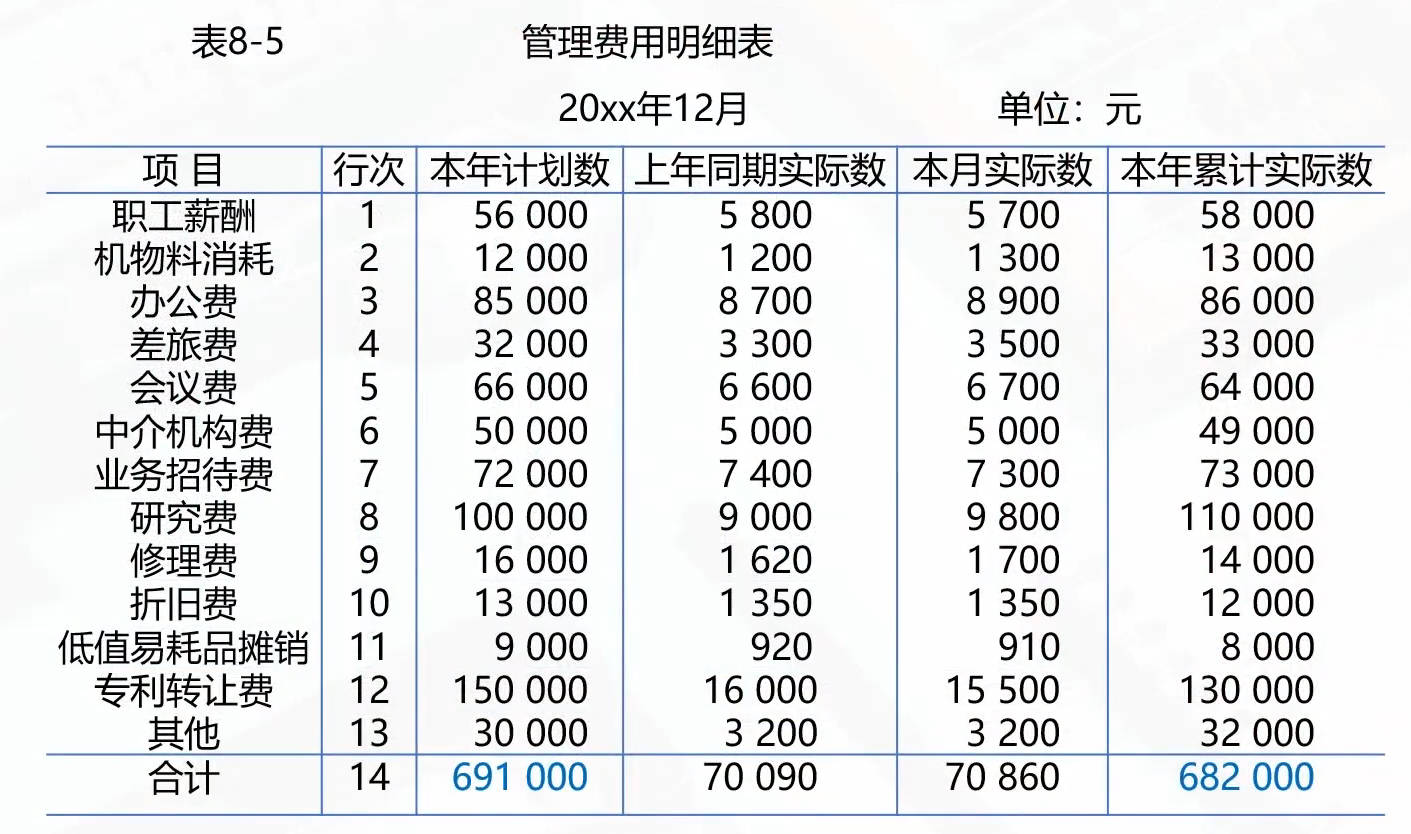 表8-5 管理费用明细表
20xx年12月 单位：元
项 目 行次 本年计划数 上年同期实际数 本月实际数 本年累计实际数
职工薪酬 1 56 000 5 800 5 700 58 000
机物料消耗 2 12 000 1 200 1 300 13 000
办公费 3 85 000 8 700 8 900 86 000
差旅费 4 32 000 3 300 3 500 33 000
会议费 5 66 000 6 600 6 700 64 000
中介机构费 6 50 000 5 000 5 000 49 000
业务招待费 7 72 000 7 400 7 300 73 000
研究费 8 100 000 9 000 9 800 110 000
修理费 9 16 000 1 620 1 700 14 000
折旧费 10 13 000 1 350 1 350 12 000
低值易耗品摊销 11 9 000 920 910 8 000
专利转让费 12 150 000 16 000 15 500 130 000
其他 13 30 000 3 200 3 200 32 000
合计 14 691 000 70 090 70 860 682 000